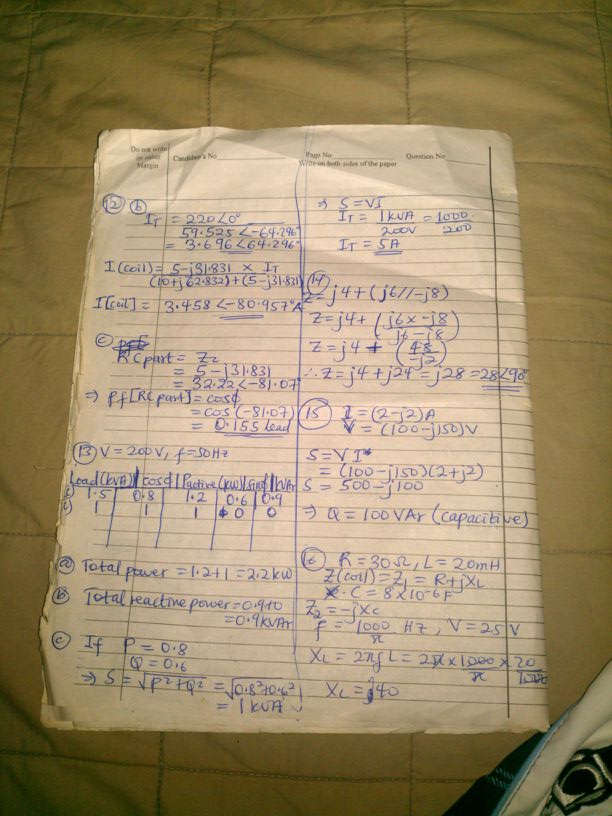 Do not write
on either
Margin
Candidate's No
Page No
Write on both sides of the paper
Question No
(12) (b)
I_T = 220∠0°
59.525∠-64.296°
= 3.696∠64.296°
I(coil) = 5-j31.831 × I_T
(10+j62.832)+(5-j31.831)
I[coil] = 3.458∠-80.957°A
(c)
RC part = Z₂
= 5-j31.831
= 32.22∠-81.07°
⇒ pf[RC part] = cosφ
= cos(-81.07)
= 0.155 lead
(13) V = 200V, f = 50Hz
Load(kVA) | cosφ | Pactive(kW) | sinφ | kVAr
i) 1.5 | 0.8 | 1.2 | 0.6 | 0.9
1 | 1 | 1 | 0 | 0
(a) Total power = 1.2+1 = 2.2kW
(b) Total reactive power = 0.9+0
= 0.9kVAr
(c) If P = 0.8
Q = 0.6
⇒ S = √P²+Q² = √0.8²+0.6²
= 1kVA
⇒ S = VI
I_T = 1kVA = 1000
200V 200
I_T = 5A
(14)
Z = j4 + (j6//-j8)
Z = j4 + (j6x-j8
j6-j8)
Z = j4 + (48
-j2)
∴ Z = j4 + j24 = j28 = 28∠90°
(15) I = (2-j2)A
V = (100-j150)V
S = VI*
= (100-j150)(2+j2)
S = 500-j100
⇒ Q = 100VAr (capacitive)
(16) R = 30Ω, L = 20mH
Z(coil) = Z₁ = R+jXL
C = 8×10⁻⁶F
Z₂ = -jXc
f = 1000 Hz, V = 25V
π
XL = 2πfL = 2π × 1000 × 20
π 1000
XL = j40